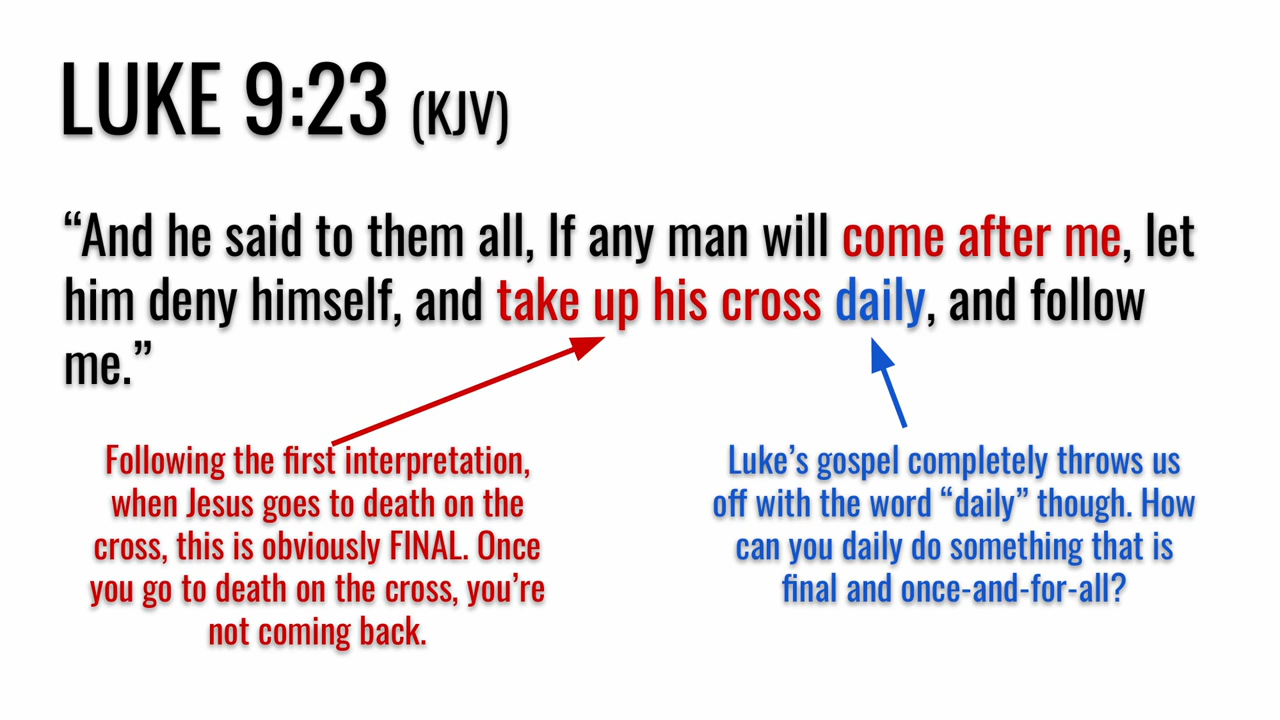 LUKE 9:23 (KJV)
“And he said to them all, If any man will come after me, let
him deny himself, and take up his cross daily, and follow
me.”
Following the first interpretation,
when Jesus goes to death on the
cross, this is obviously FINAL. Once
you go to death on the cross, you’re
not coming back.
Luke’s gospel completely throws us
off with the word “daily” though. How
can you daily do something that is
final and once-and-for-all?